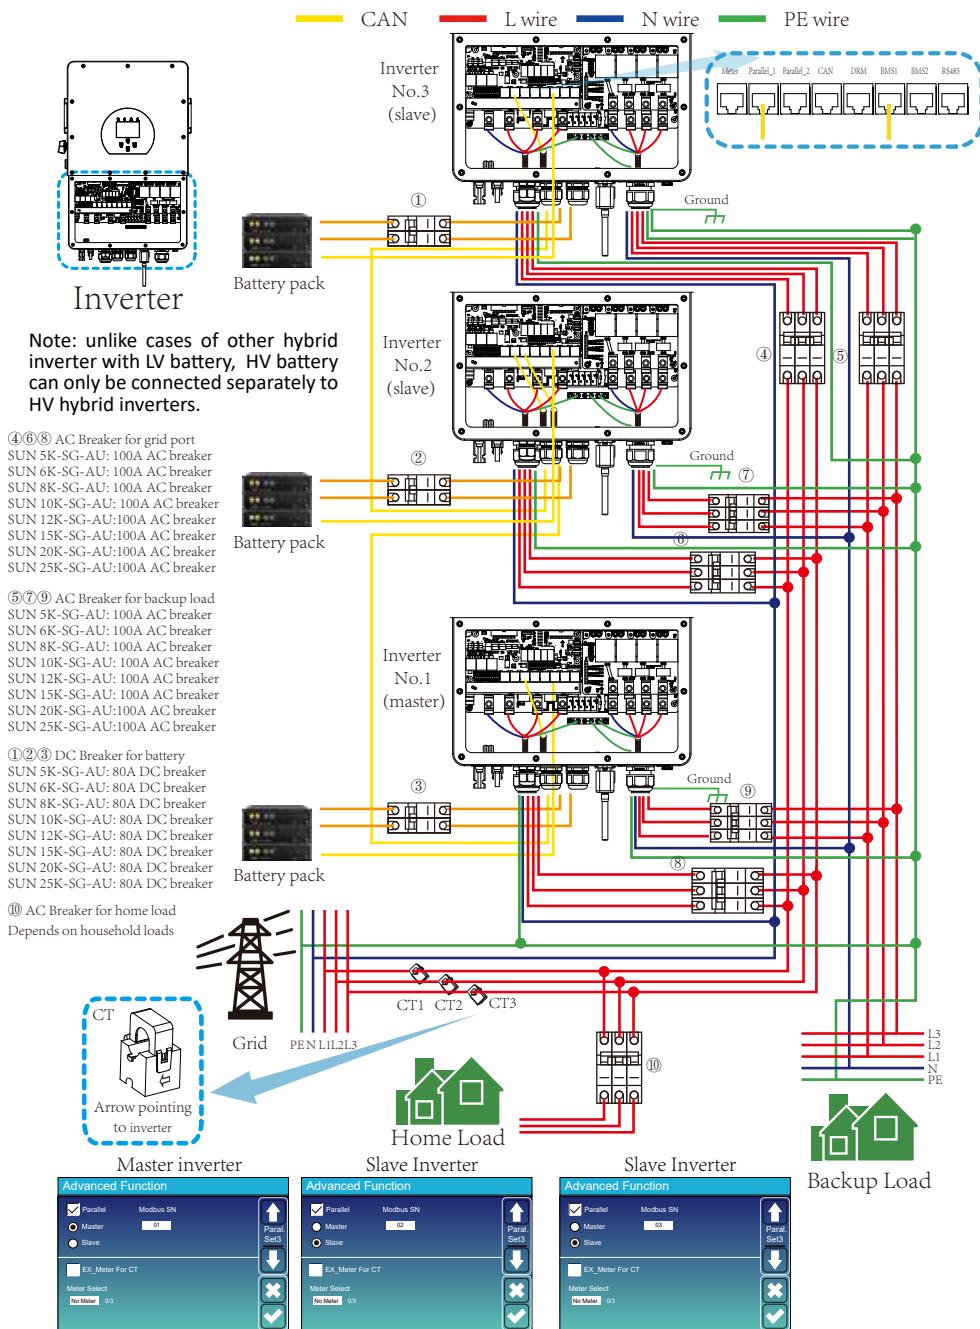 CAN L wire N wire PE wire
Inverter
No.3
(slave)
Meter Parallel_1 Parallel_2 CAN DRM BMS1 BMS2 RS485
①
Ground
Battery pack
Inverter
Note: unlike cases of other hybrid
inverter with LV battery, HV battery
can only be connected separately to
HV hybrid inverters.
Inverter
No.2
(slave)
④
⑤
④⑥⑧ AC Breaker for grid port
SUN 5K-SG-AU: 100A AC breaker
SUN 6K-SG-AU: 100A AC breaker
SUN 8K-SG-AU: 100A AC breaker
SUN 10K-SG-AU: 100A AC breaker
SUN 12K-SG-AU:100A AC breaker
SUN 15K-SG-AU:100A AC breaker
SUN 20K-SG-AU:100A AC breaker
SUN 25K-SG-AU:100A AC breaker
②
Ground
⑦
Battery pack
⑥
⑤⑦⑨ AC Breaker for backup load
SUN 5K-SG-AU: 100A AC breaker
SUN 6K-SG-AU: 100A AC breaker
SUN 8K-SG-AU: 100A AC breaker
SUN 10K-SG-AU: 100A AC breaker
SUN 12K-SG-AU: 100A AC breaker
SUN 15K-SG-AU: 100A AC breaker
SUN 20K-SG-AU:100A AC breaker
SUN 25K-SG-AU:100A AC breaker
Inverter
No.1
(master)
①②③ DC Breaker for battery
SUN 5K-SG-AU: 80A DC breaker
SUN 6K-SG-AU: 80A DC breaker
SUN 8K-SG-AU: 80A DC breaker
SUN 10K-SG-AU: 80A DC breaker
SUN 12K-SG-AU: 80A DC breaker
SUN 15K-SG-AU: 80A DC breaker
SUN 20K-SG-AU: 80A DC breaker
SUN 25K-SG-AU: 80A DC breaker
③
Ground
⑨
Battery pack
⑧
⑩ AC Breaker for home load
Depends on household loads
CT1 CT2 CT3
Grid
PE N L1 L2 L3
CT
Arrow pointing
to inverter
⑩
Home Load
L3
L2
L1
N
PE
Backup Load
Master inverter
Advanced Function
Parallel Modbus SN
Master 01
Slave
Paral.
Set3
EX_Meter For CT
Meter Select
No Meter 0/3
Slave Inverter
Advanced Function
Parallel Modbus SN
Master 02
Slave
Paral.
Set3
EX_Meter For CT
Meter Select
No Meter 0/3
Slave Inverter
Advanced Function
Parallel Modbus SN
Master 03
Slave
Paral.
Set3
EX_Meter For CT
Meter Select
No Meter 0/3